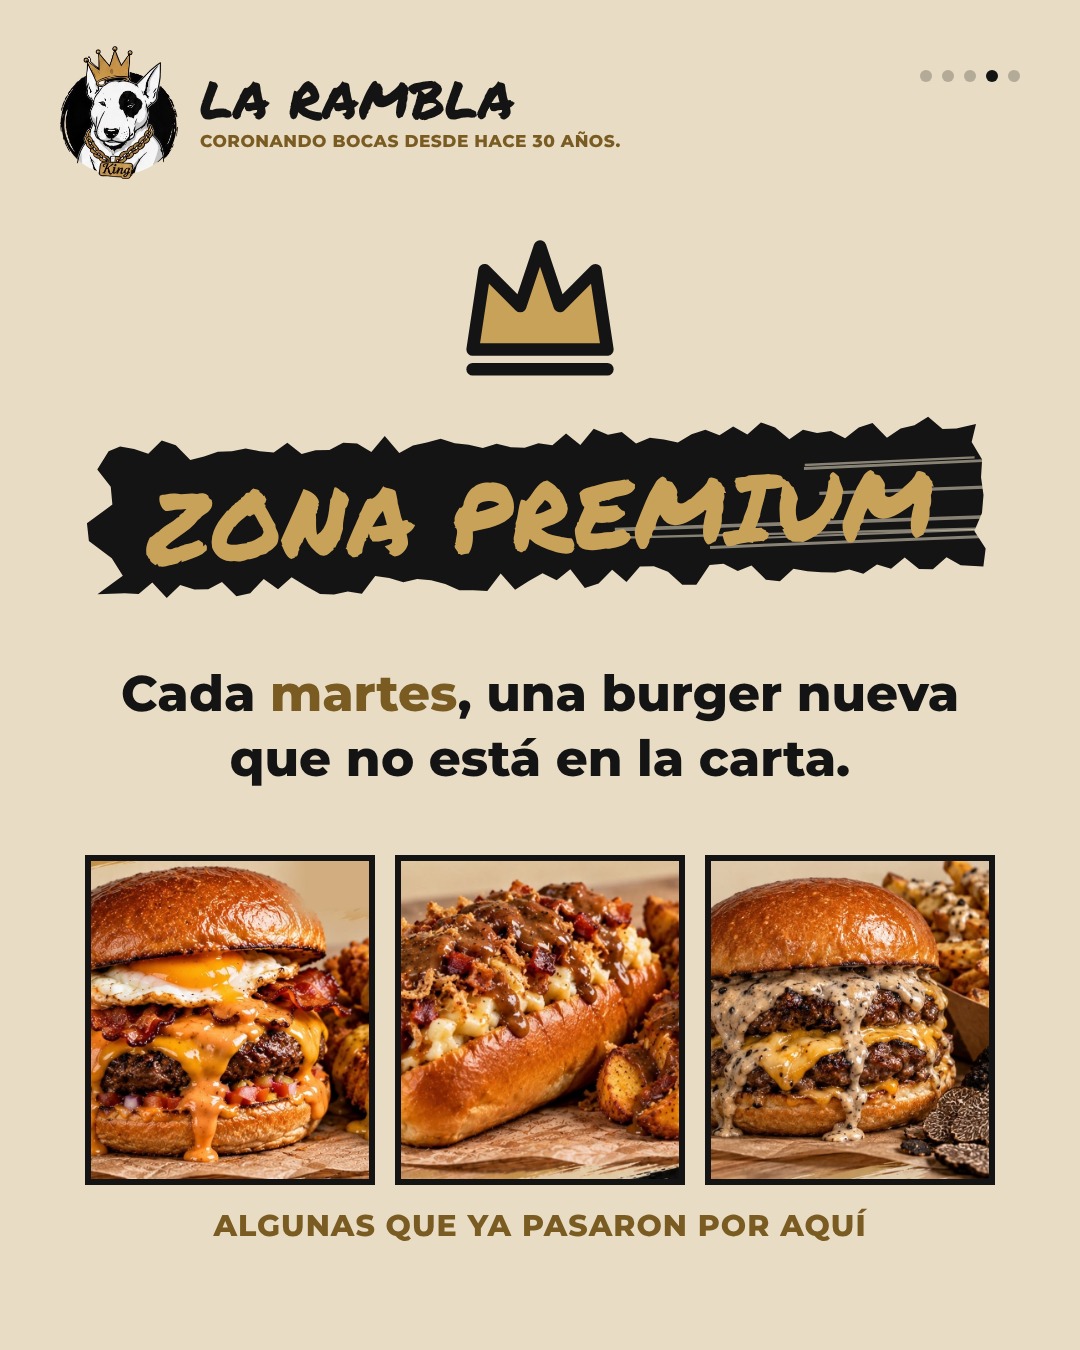 LA RAMBLA
CORONANDO BOCAS DESDE HACE 30 AÑOS.
King
ZONA PREMIUM
Cada martes, una burger nueva
que no está en la carta.
ALGUNAS QUE YA PASARON POR AQUÍ